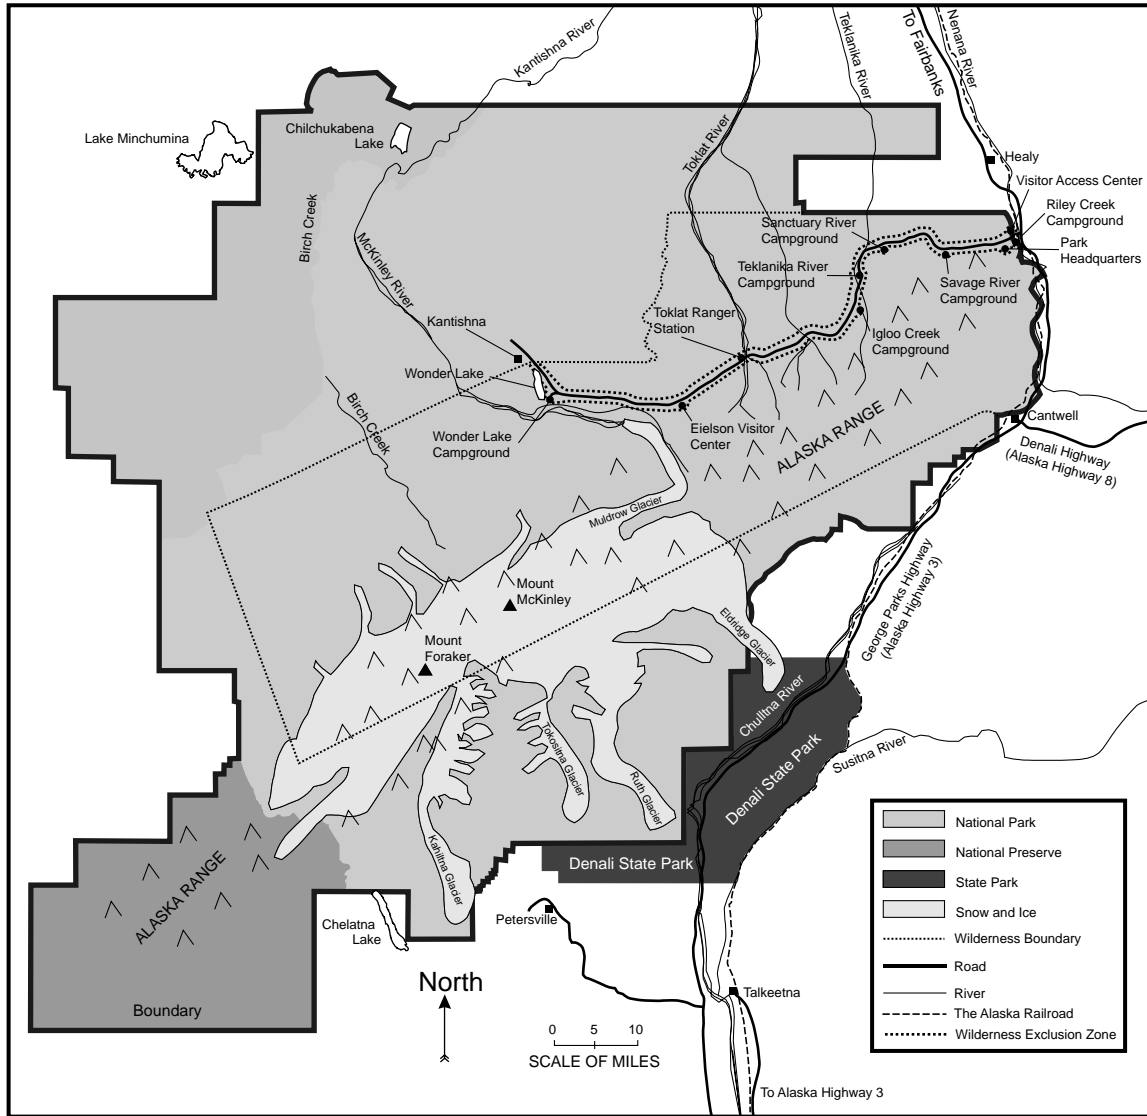 Kantishna River
Teklanika
River
To Fairbanks
Nenana River
Lake Minchumina
Chilchukabena
Lake
Toklat River
Healy
Visitor Access Center
Riley Creek
Campground
Park
Headquarters
Birch Creek
McKinley River
Sanctuary River
Campground
Teklanika River
Campground
Savage River
Campground
Kantishna
Toklat Ranger
Station
Igloo Creek
Campground
Wonder Lake
Birch Creek
Wonder Lake
Campground
Eielson Visitor
Center
ALASKA RANGE
Cantwell
Denali Highway
(Alaska Highway 8)
Muldrow Glacier
George Parks Highway
(Alaska Highway 3)
Mount
McKinley
Mount
Foraker
Eldridge Glacier
Chulltna River
Susitna River
Tokositna Glacier
Ruth Glacier
Kahiltna Glacier
Denali State Park
Denali State Park
ALASKA RANGE
Chelatna
Lake
Petersville
Boundary
North
Talkeetna
0 5 10
SCALE OF MILES
To Alaska Highway 3
National Park
National Preserve
State Park
Snow and Ice
Wilderness Boundary
Road
River
The Alaska Railroad
Wilderness Exclusion Zone